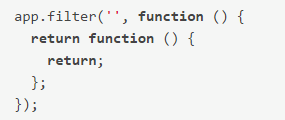 app.filter('', function () {
  return function () {
    return;
  };
});